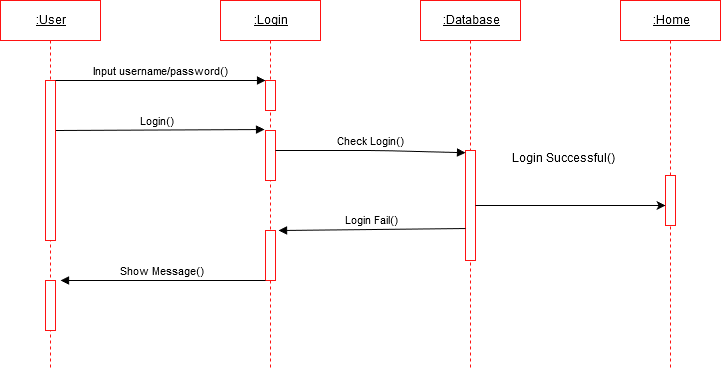 :User
:Login
:Database
:Home
Input username/password()
Login()
Check Login()
Login Successful()
Login Fail()
Show Message()